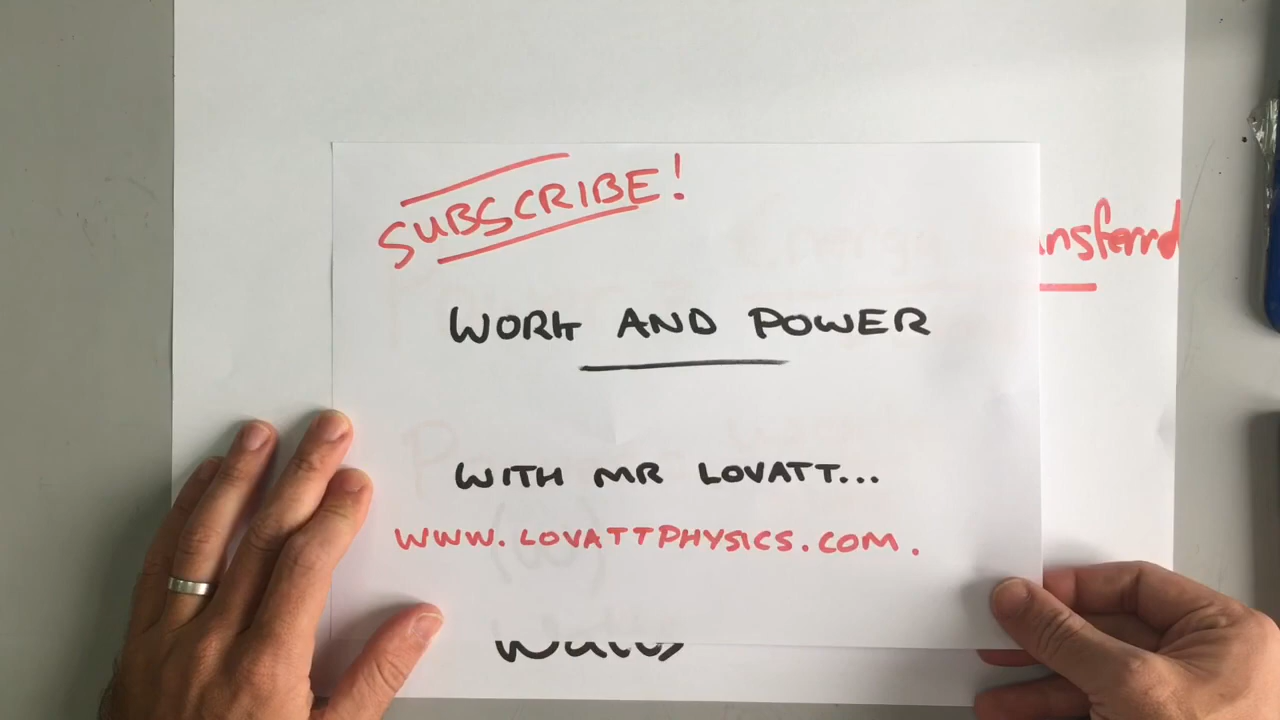 SUBSCRIBE!
WORK AND POWER
WITH MR LOVATT...
WWW.LOVATTPHYSICS.COM.